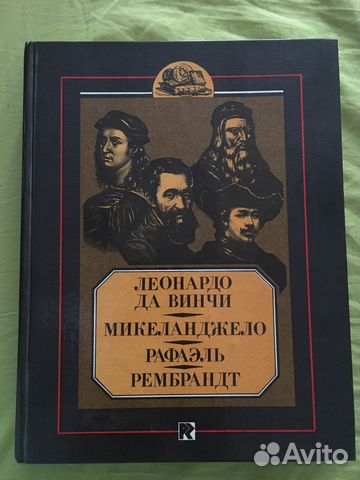 ЛЕОНАРДО
ДА ВИНЧИ
МИКЕЛАНДЖЕЛО
РАФАЭЛЬ
РЕМБРАНДТ
R
Avito